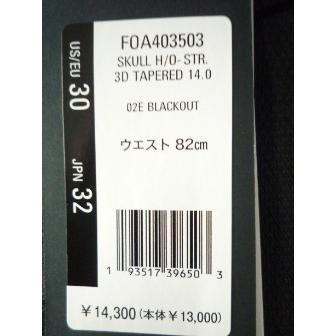 FOA403503
SKULL H/O-STR.
3D TAPERED 14.0
02E BLACKOUT
US/EU 30
JPN 32
ウエスト 82cm
1 93517 39650 3
¥14,300(本体¥13,000)